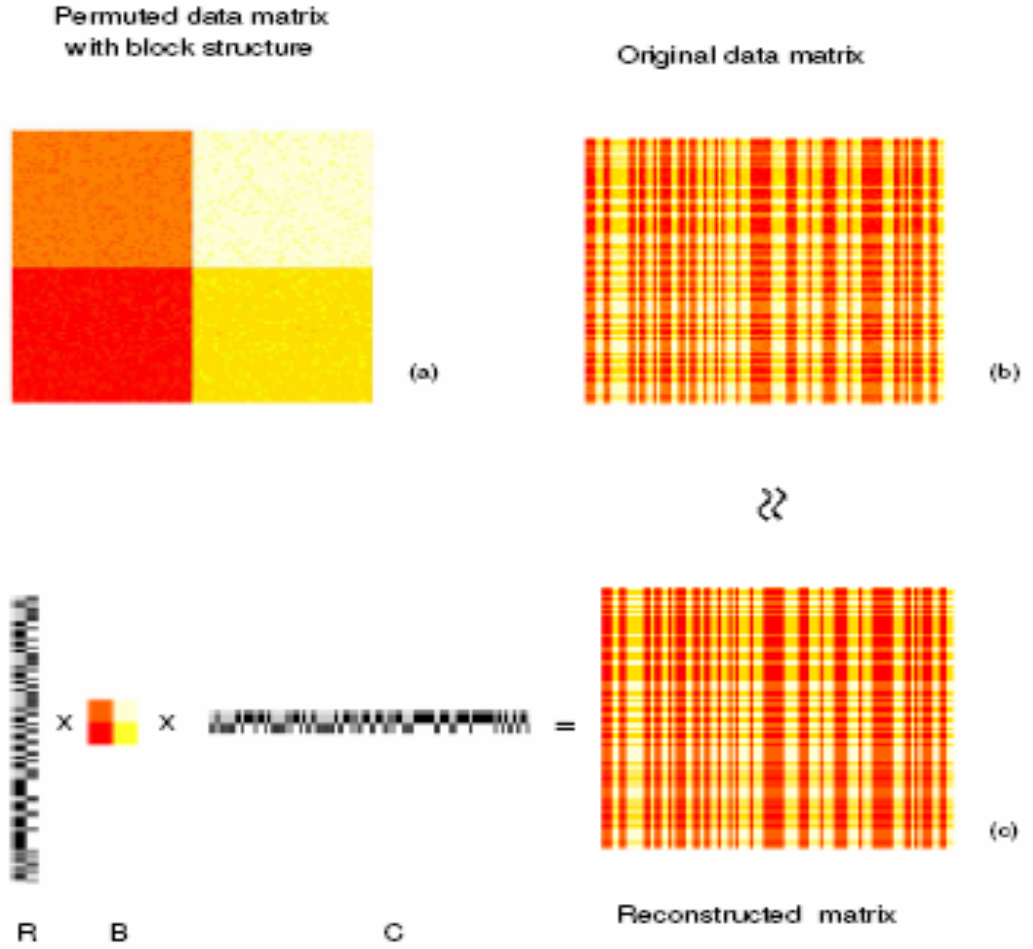 Permuted data matrix
with block structure
Original data matrix
(a)
(b)
≈
x
x
=
(c)
R
B
C
Reconstructed matrix